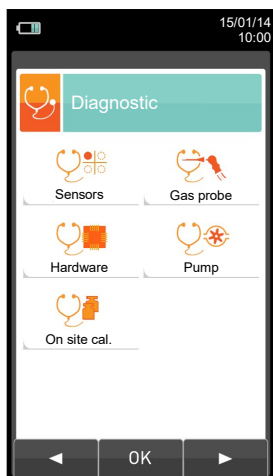 15/01/14
10:00
Diagnostic
Sensors
Gas probe
Hardware
Pump
On site cal.
OK